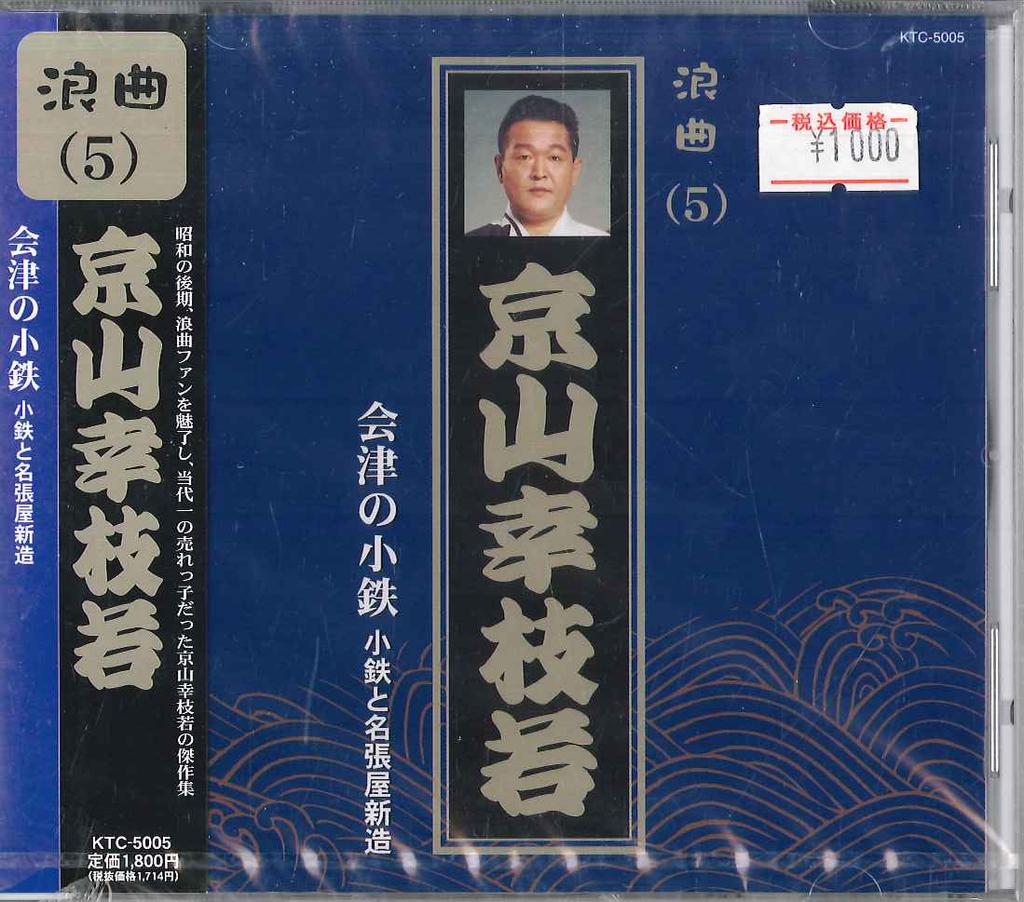 浪曲
(5)
京山幸枝若
昭和の後期、浪曲ファンを魅了し、当代一の売れっ子だった京山幸枝若の傑作集
会津の小鉄
小鉄と名張屋新造
KTC-5005
定価1,800円
(税抜価格1,714円)
KTC-5005
浪曲
(5)
税込価格
¥1000
京山幸枝若
会津の小鉄
小鉄と名張屋新造